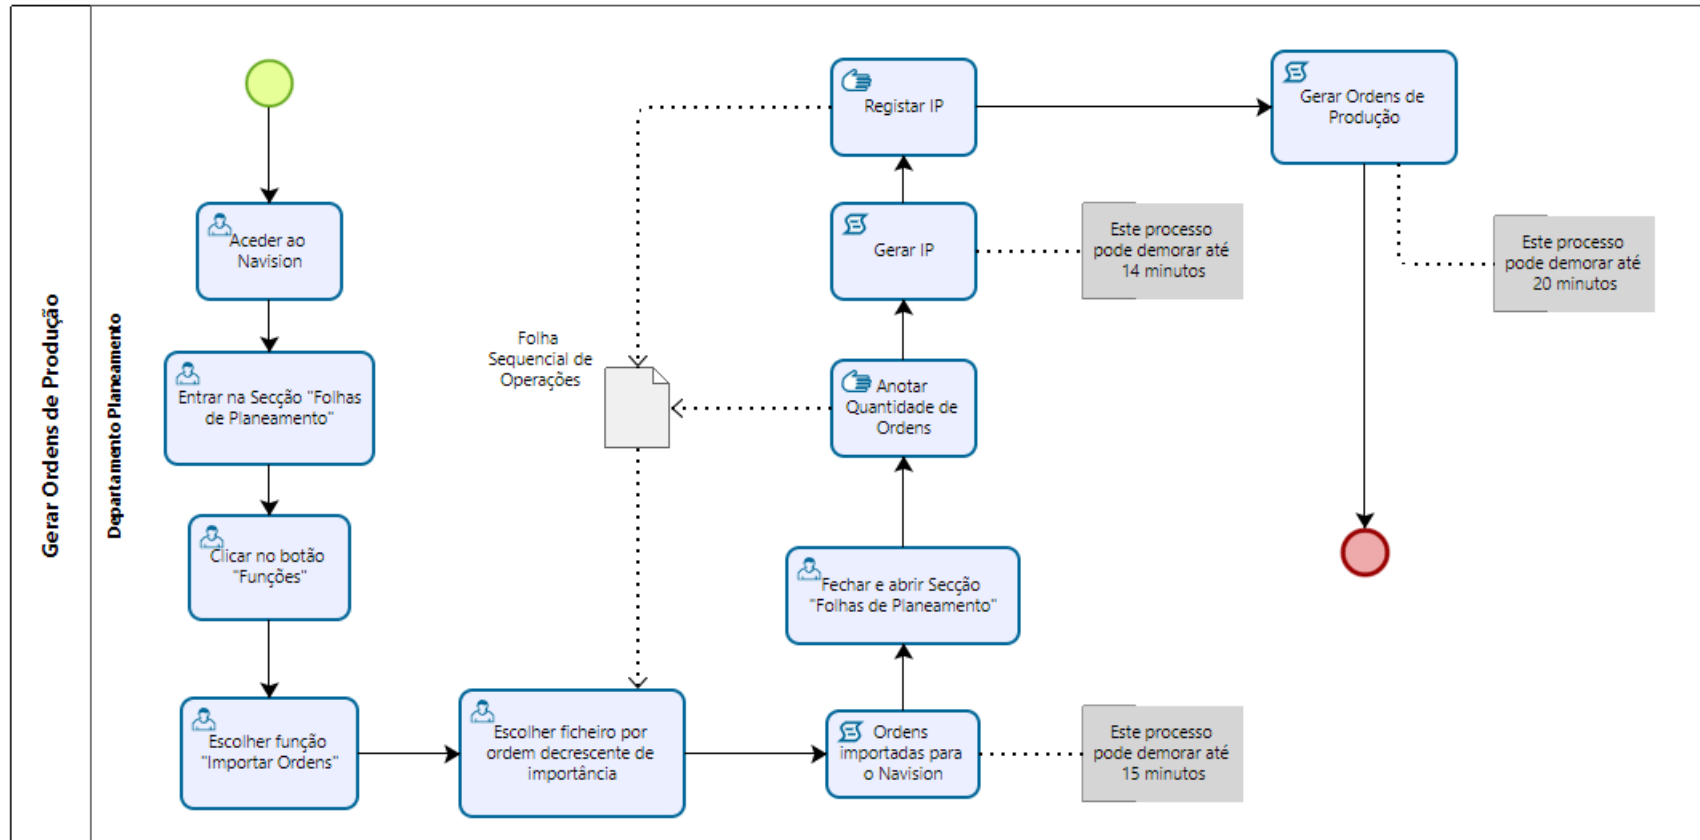 Gerar Ordens de Produção
Departamento Planeamento
Aceder ao
Navision
Entrar na Secção "Folhas
de Planeamento"
Clicar no botão
"Funções"
Escolher função
"Importar Ordens"
Escolher ficheiro por
ordem decrescente de
importância
Folha
Sequencial de
Operações
Ordens
importadas para
o Navision
Este processo
pode demorar até
15 minutos
Fechar e abrir Secção
"Folhas de Planeamento"
Anotar
Quantidade de
Ordens
Gerar IP
Este processo
pode demorar até
14 minutos
Registar IP
Gerar Ordens de
Produção
Este processo
pode demorar até
20 minutos